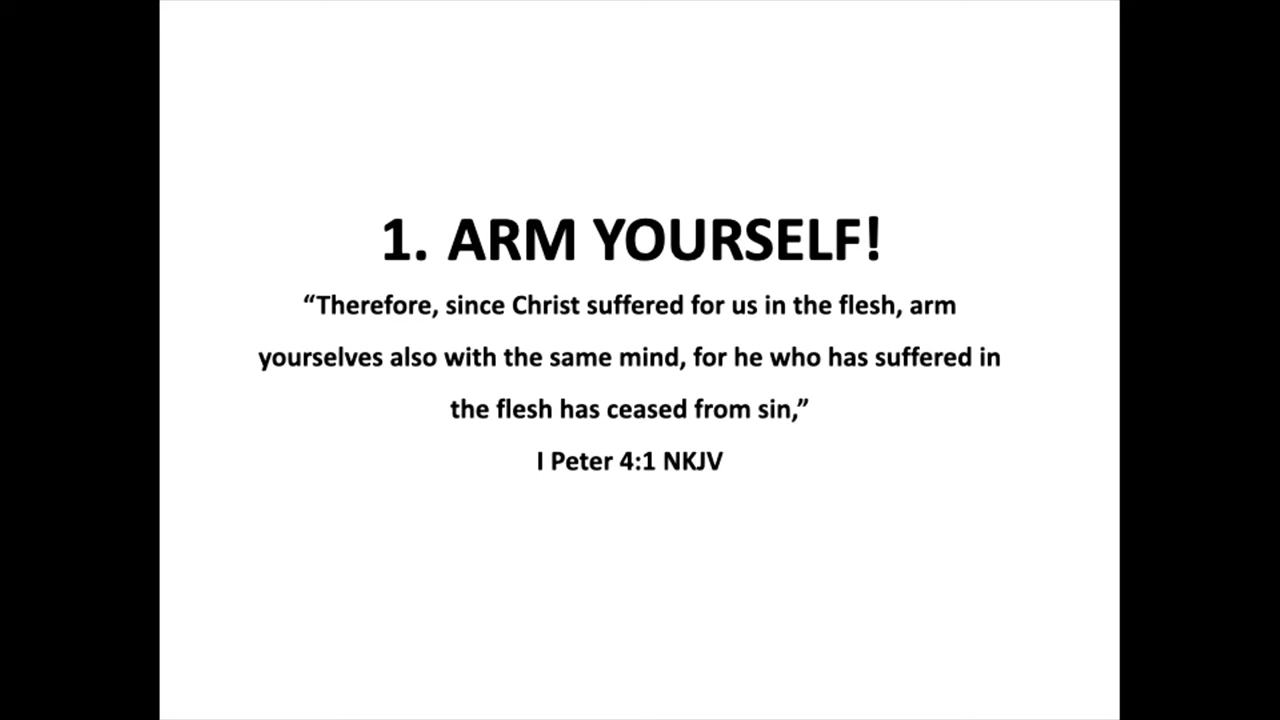 1. ARM YOURSELF!
“Therefore, since Christ suffered for us in the flesh, arm
yourselves also with the same mind, for he who has suffered in
the flesh has ceased from sin,”
I Peter 4:1 NKJV